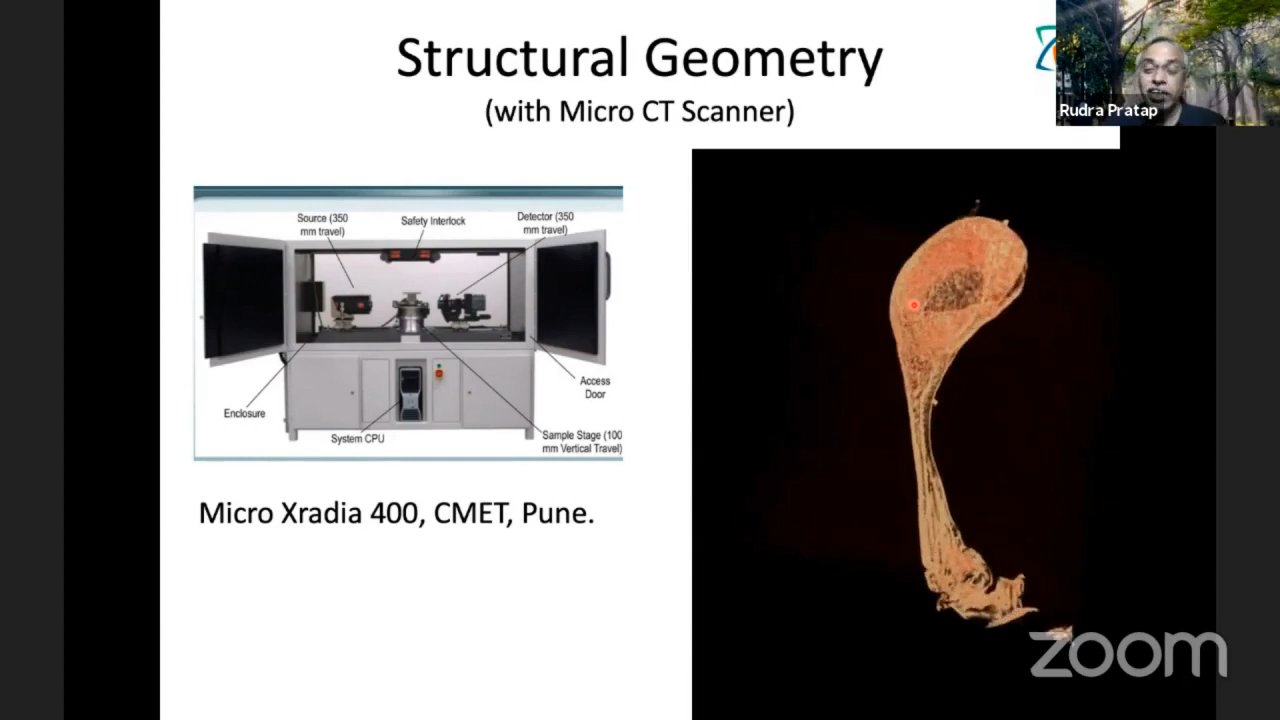 Structural Geometry
(with Micro CT Scanner)
Rudra Pratap
Source (350
mm travel)
Safety Interlock
Detector (350
mm travel)
Access
Door
Enclosure
System CPU
Sample Stage (100
mm Vertical Travel)
Micro Xradia 400, CMET, Pune.
zoom